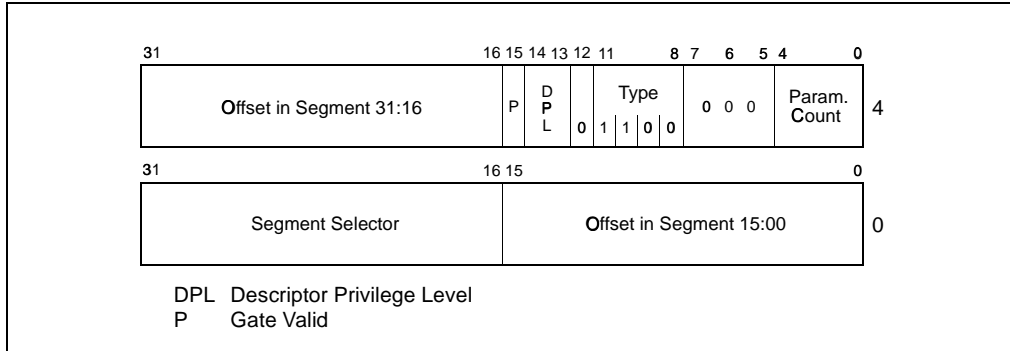 31 16 15 14 13 12 11 8 7 6 5 4 0
Offset in Segment 31:16 P D P L 0 Type 1 1 0 0 0 0 0 Param. Count 4
31 16 15 0
Segment Selector Offset in Segment 15:00 0
DPL Descriptor Privilege Level
P Gate Valid